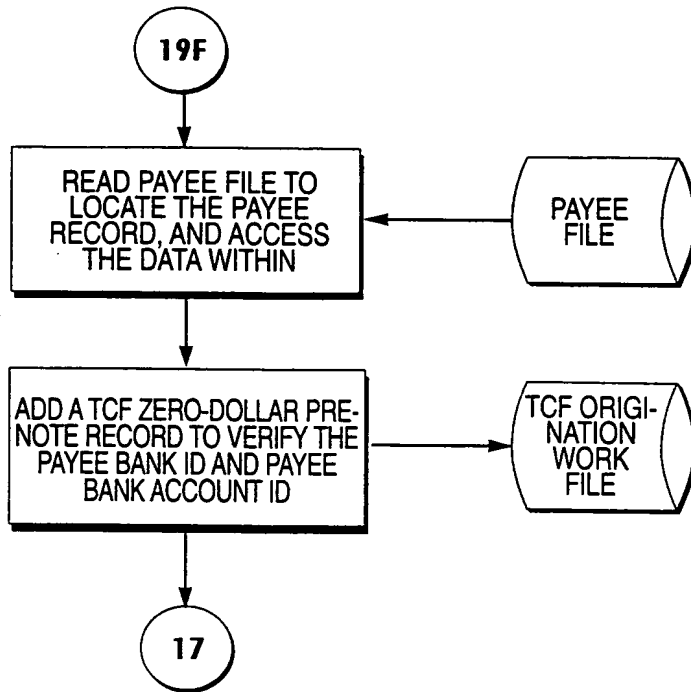 19F
READ PAYEE FILE TO
LOCATE THE PAYEE
RECORD, AND ACCESS
THE DATA WITHIN
PAYEE
FILE
ADD A TCF ZERO-DOLLAR PRE-
NOTE RECORD TO VERIFY THE
PAYEE BANK ID AND PAYEE
BANK ACCOUNT ID
TCF ORIGI-
NATION
WORK
FILE
17